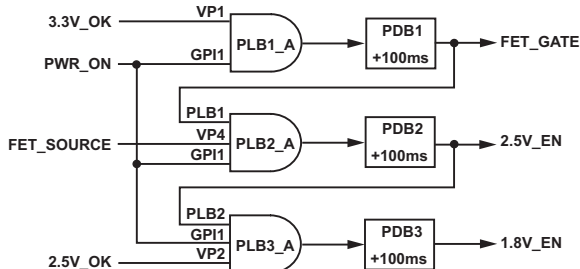 3.3V_OK
VP1
PWR_ON
GPI1
PLB1_A
PDB1
+100ms
FET_GATE
PLB1
FET_SOURCE
VP4
GPI1
PLB2_A
PDB2
+100ms
2.5V_EN
PLB2
GPI1
2.5V_OK
VP2
PLB3_A
PDB3
+100ms
1.8V_EN